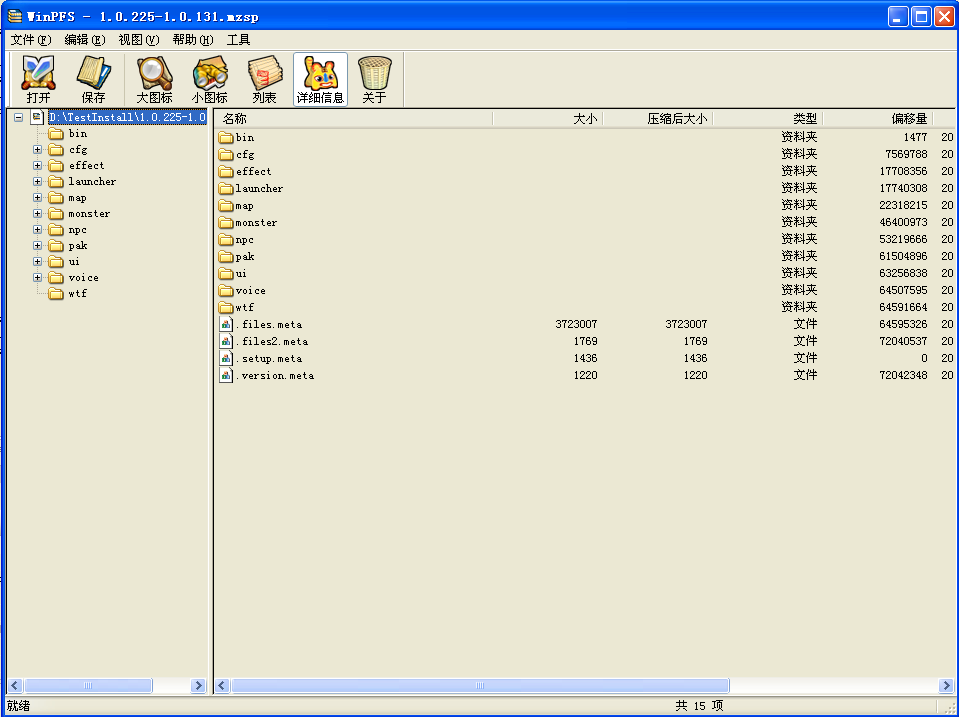 WinPFS - 1.0.225-1.0.131.mzsp
文件(F) 编辑(E) 视图(V) 帮助(H) 工具
打开 保存 大图标 小图标 列表 详细信息 关于
D:\TestInstall\1.0.225-1.0
bin
cfg
effect
launcher
map
monster
npc
pak
ui
voice
wtf
名称 大小 压缩后大小 类型 偏移量
bin 资料夹 1477 20
cfg 资料夹 7569788 20
effect 资料夹 17708356 20
launcher 资料夹 17740308 20
map 资料夹 22318215 20
monster 资料夹 46400973 20
npc 资料夹 53219666 20
pak 资料夹 61504896 20
ui 资料夹 63256838 20
voice 资料夹 64507595 20
wtf 资料夹 64591664 20
.files.meta 3723007 3723007 文件 64595326 20
.files2.meta 1769 1769 文件 72040537 20
.setup.meta 1436 1436 文件 0 20
.version.meta 1220 1220 文件 72042348 20
就绪 共 15 项